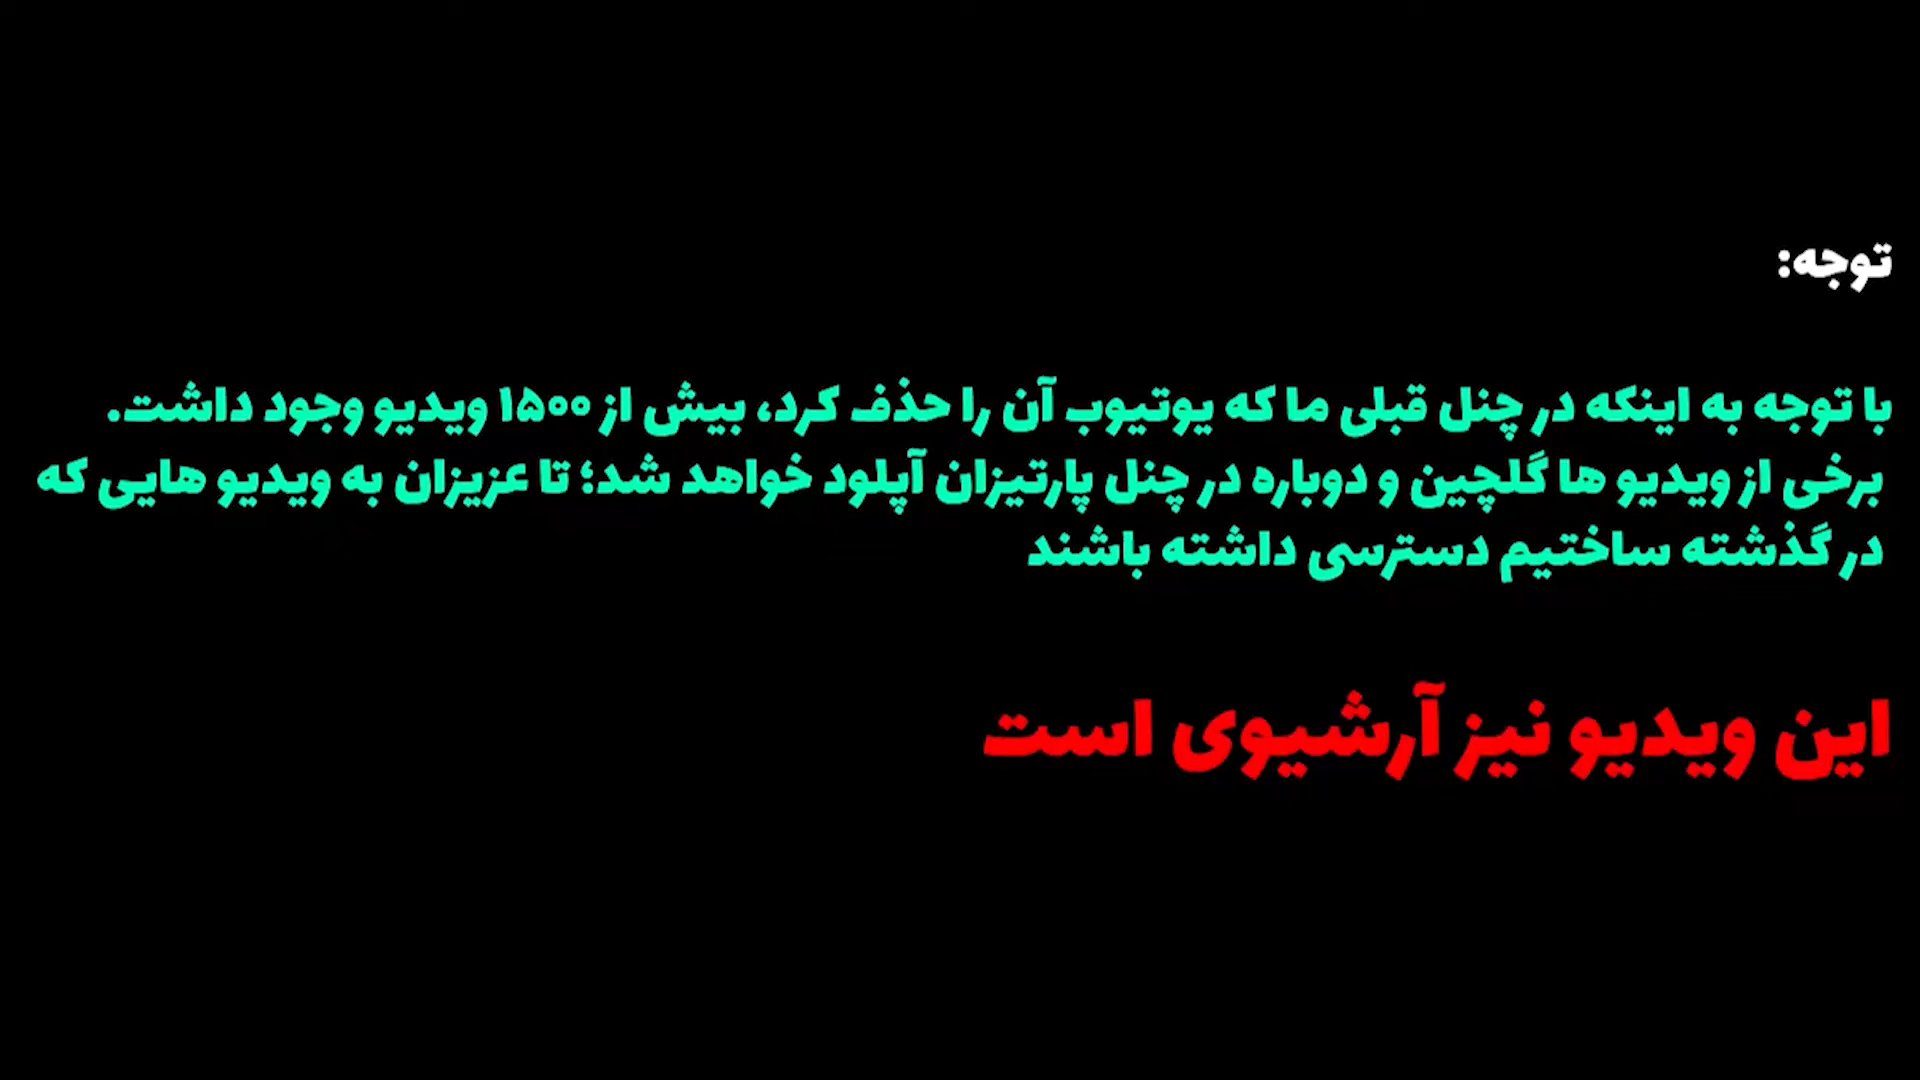 توجه:
با توجه به اینکه در چنل قبلی ما که یوتیوب آن را حذف کرد، بیش از ۱۵۰۰ ویدیو وجود داشت.
برخی از ویدیو ها گلچین و دوباره در چنل پارتیزان آپلود خواهد شد؛ تا عزیزان به ویدیو هایی که
در گذشته ساختیم دسترسی داشته باشند
این ویدیو نیز آرشیوی است